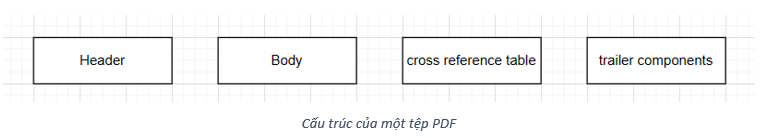 Header Body cross reference table trailer components
Cấu trúc của một tệp PDF